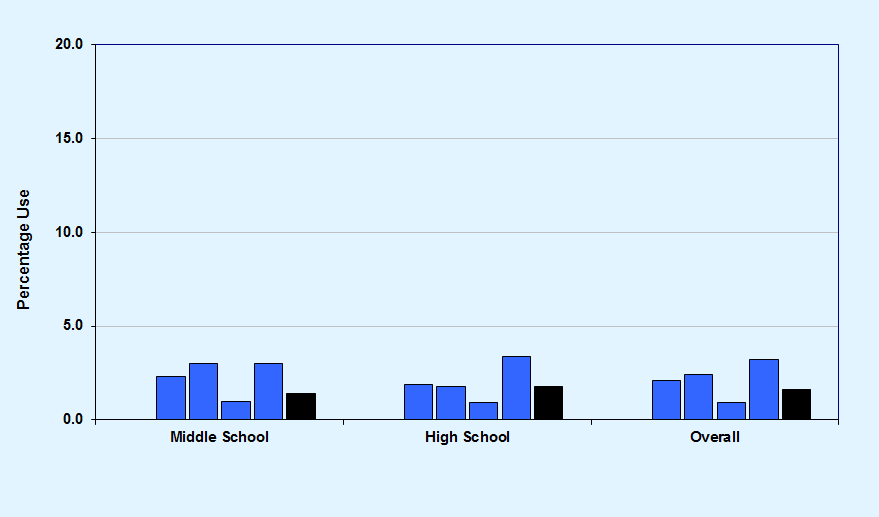 20.0
15.0
10.0
5.0
0.0
Percentage Use
Middle School
High School
Overall